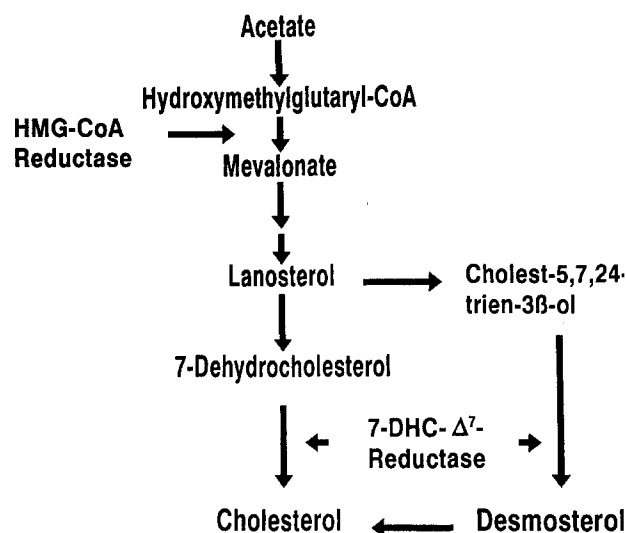 Acetate
Hydroxymethylglutaryl-CoA
HMG-CoA
Reductase
Mevalonate
Lanosterol
Cholest-5,7,24-
trien-3ß-ol
7-Dehydrocholesterol
7-DHC- Δ⁷-
Reductase
Cholesterol
Desmosterol